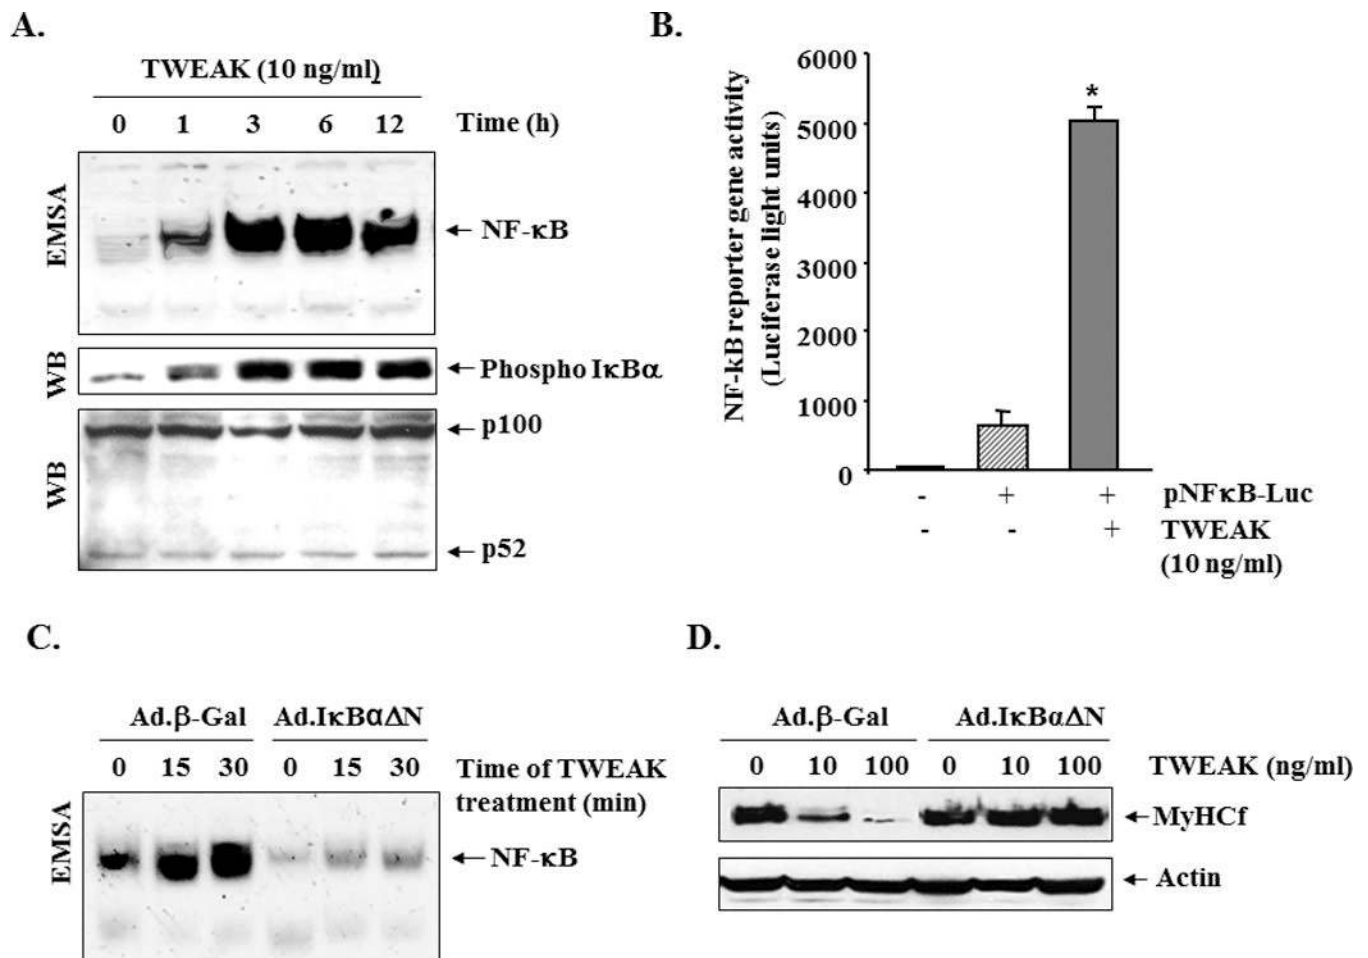 A.
TWEAK (10 ng/ml)
0 1 3 6 12 Time (h)
EMSA
NF-κB
WB
Phospho IκBα
WB
p100
p52
B.
NF-kB reporter gene activity
(Luciferase light units)
6000
5000
4000
3000
2000
1000
0
*
- + + pNFκB-Luc
- - + TWEAK
(10 ng/ml)
C.
Ad.β-Gal Ad.IκBαΔN
0 15 30 0 15 30 Time of TWEAK
treatment (min)
EMSA
NF-κB
D.
Ad.β-Gal Ad.IκBαΔN
0 10 100 0 10 100 TWEAK (ng/ml)
MyHCf
Actin